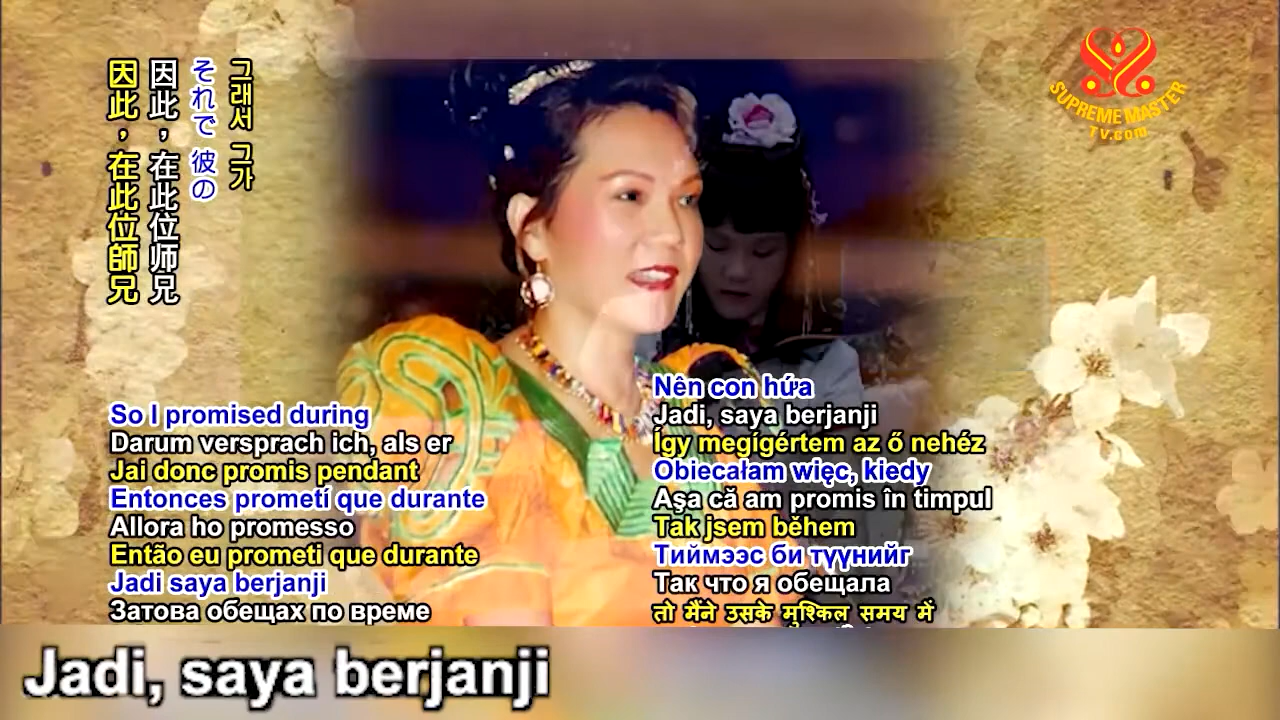 그래서 그가
それで 彼の
因此，在此位师兄
因此，在此位師兄
SUPREME MASTER
TV.com
So I promised during
Darum versprach ich, als er
Jai donc promis pendant
Entonces prometí que durante
Allora ho promesso
Então eu prometi que durante
Jadi saya berjanji
Затова обещах по време
Nên con hứa
Jadi, saya berjanji
Így megígértem az ő nehéz
Obiecałam więc, kiedy
Aşa că am promis în timpul
Tak jsem během
Тиймээс би түүнийг
Так что я обещала
तो मैंने उसके मुश्किल समय में
Jadi, saya berjanji